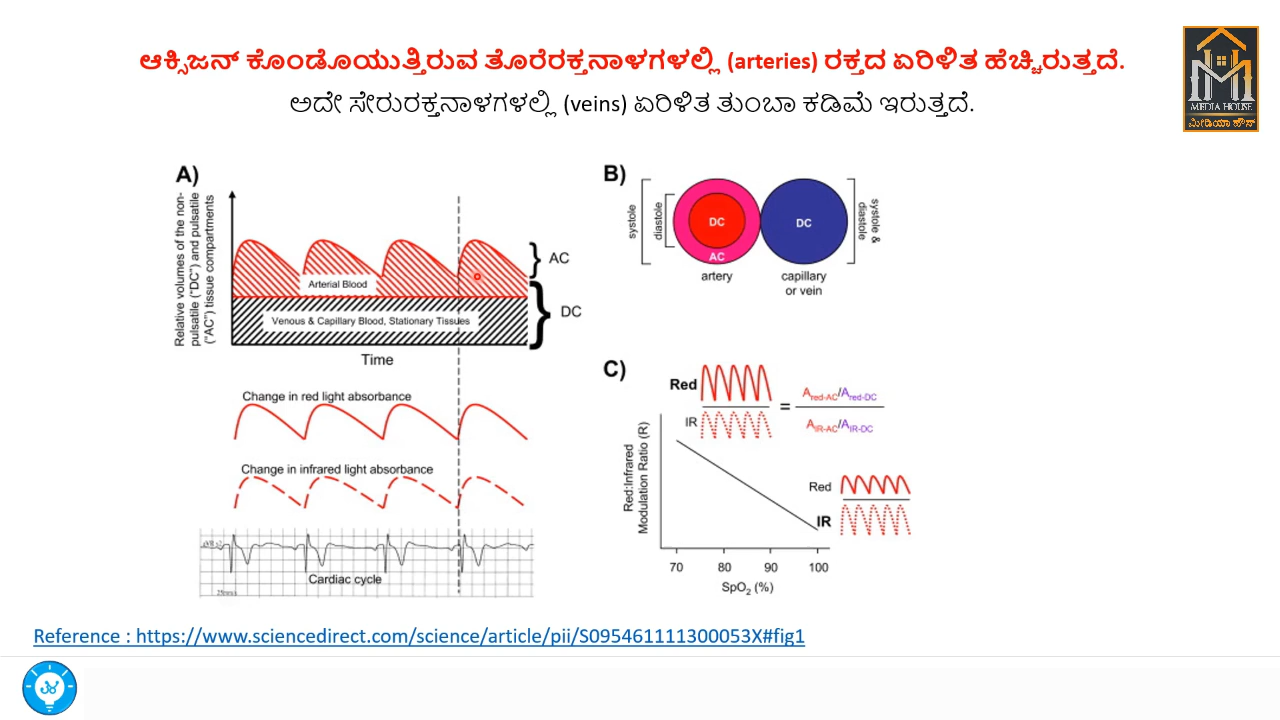 ಆಕ್ಸಿಜನ್ ಕೊಂಡೊಯುತ್ತಿರುವ ತೊರೆರಕ್ತನಾಳಗಳಲ್ಲಿ (arteries) ರಕ್ತದ ಏರಿಳಿತ ಹೆಚ್ಚಿರುತ್ತದೆ.
ಅದೇ ಸೇರುರಕ್ತನಾಳಗಳಲ್ಲಿ (veins) ಏರಿಳಿತ ತುಂಬಾ ಕಡಿಮೆ ಇರುತ್ತದೆ.
MEDIA HOUSE
ಮೀಡಿಯಾ ಹೌಸ್
A)
Relative volumes of the non-
pulsatile ("DC") and pulsatile
("AC") tissue compartments
Arterial Blood
Venous & Capillary Blood, Stationary Tissues
AC
DC
Time
Change in red light absorbance
Change in infrared light absorbance
Cardiac cycle
B)
systole
diastole
DC
AC
DC
systole &
diastole
artery
capillary
or vein
C)
Red
IR
=
A red-AC/A red-DC
A IR-AC/A IR-DC
Red:Infrared
Modulation Ratio (R)
Red
IR
70 80 90 100
SpO₂ (%)
Reference : https://www.sciencedirect.com/science/article/pii/S095461111300053X#fig1